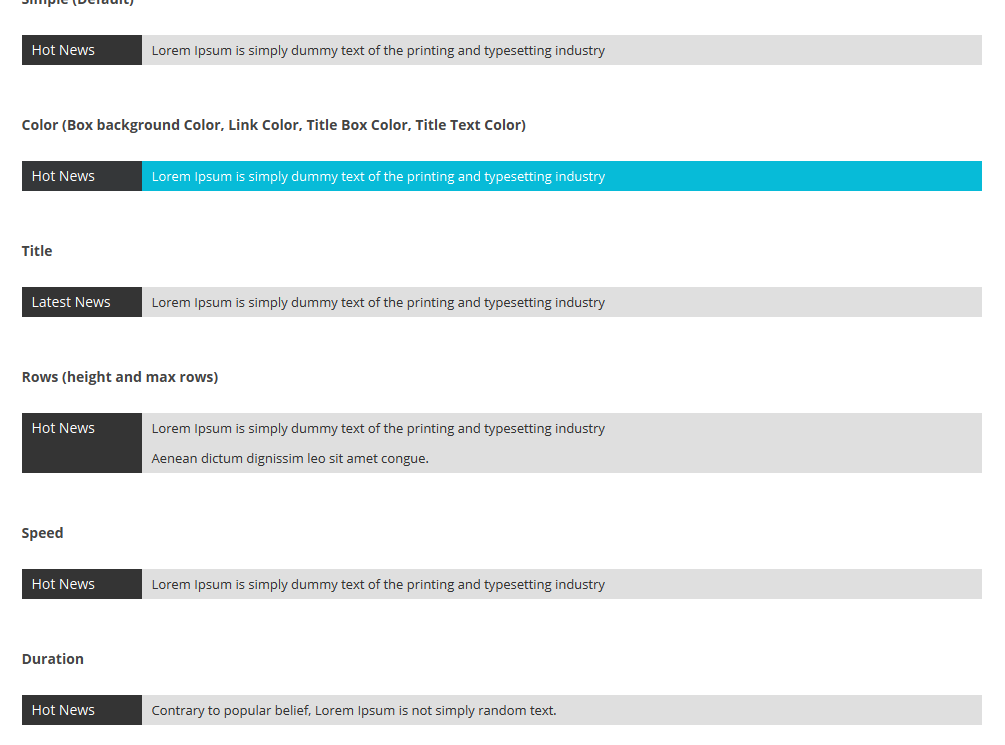 Simple (Default)
Hot News Lorem Ipsum is simply dummy text of the printing and typesetting industry
Color (Box background Color, Link Color, Title Box Color, Title Text Color)
Hot News Lorem Ipsum is simply dummy text of the printing and typesetting industry
Title
Latest News Lorem Ipsum is simply dummy text of the printing and typesetting industry
Rows (height and max rows)
Hot News Lorem Ipsum is simply dummy text of the printing and typesetting industry
Aenean dictum dignissim leo sit amet congue.
Speed
Hot News Lorem Ipsum is simply dummy text of the printing and typesetting industry
Duration
Hot News Contrary to popular belief, Lorem Ipsum is not simply random text.